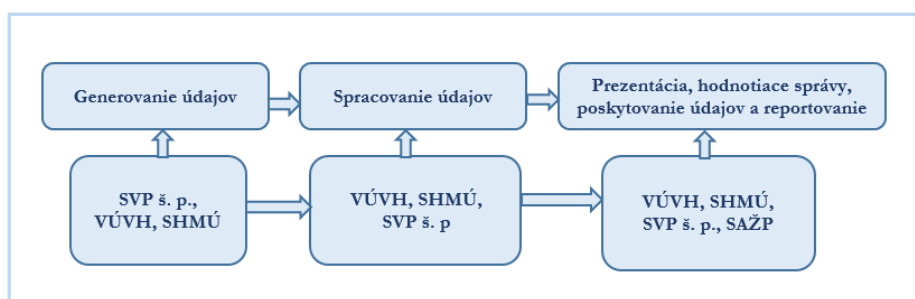 Generovanie údajov
Spracovanie údajov
Prezentácia, hodnotiace správy,
poskytovanie údajov a reportovanie
SVP š. p.,
VÚVH, SHMÚ
VÚVH, SHMÚ,
SVP š. p
VÚVH, SHMÚ,
SVP š. p., SAŽP